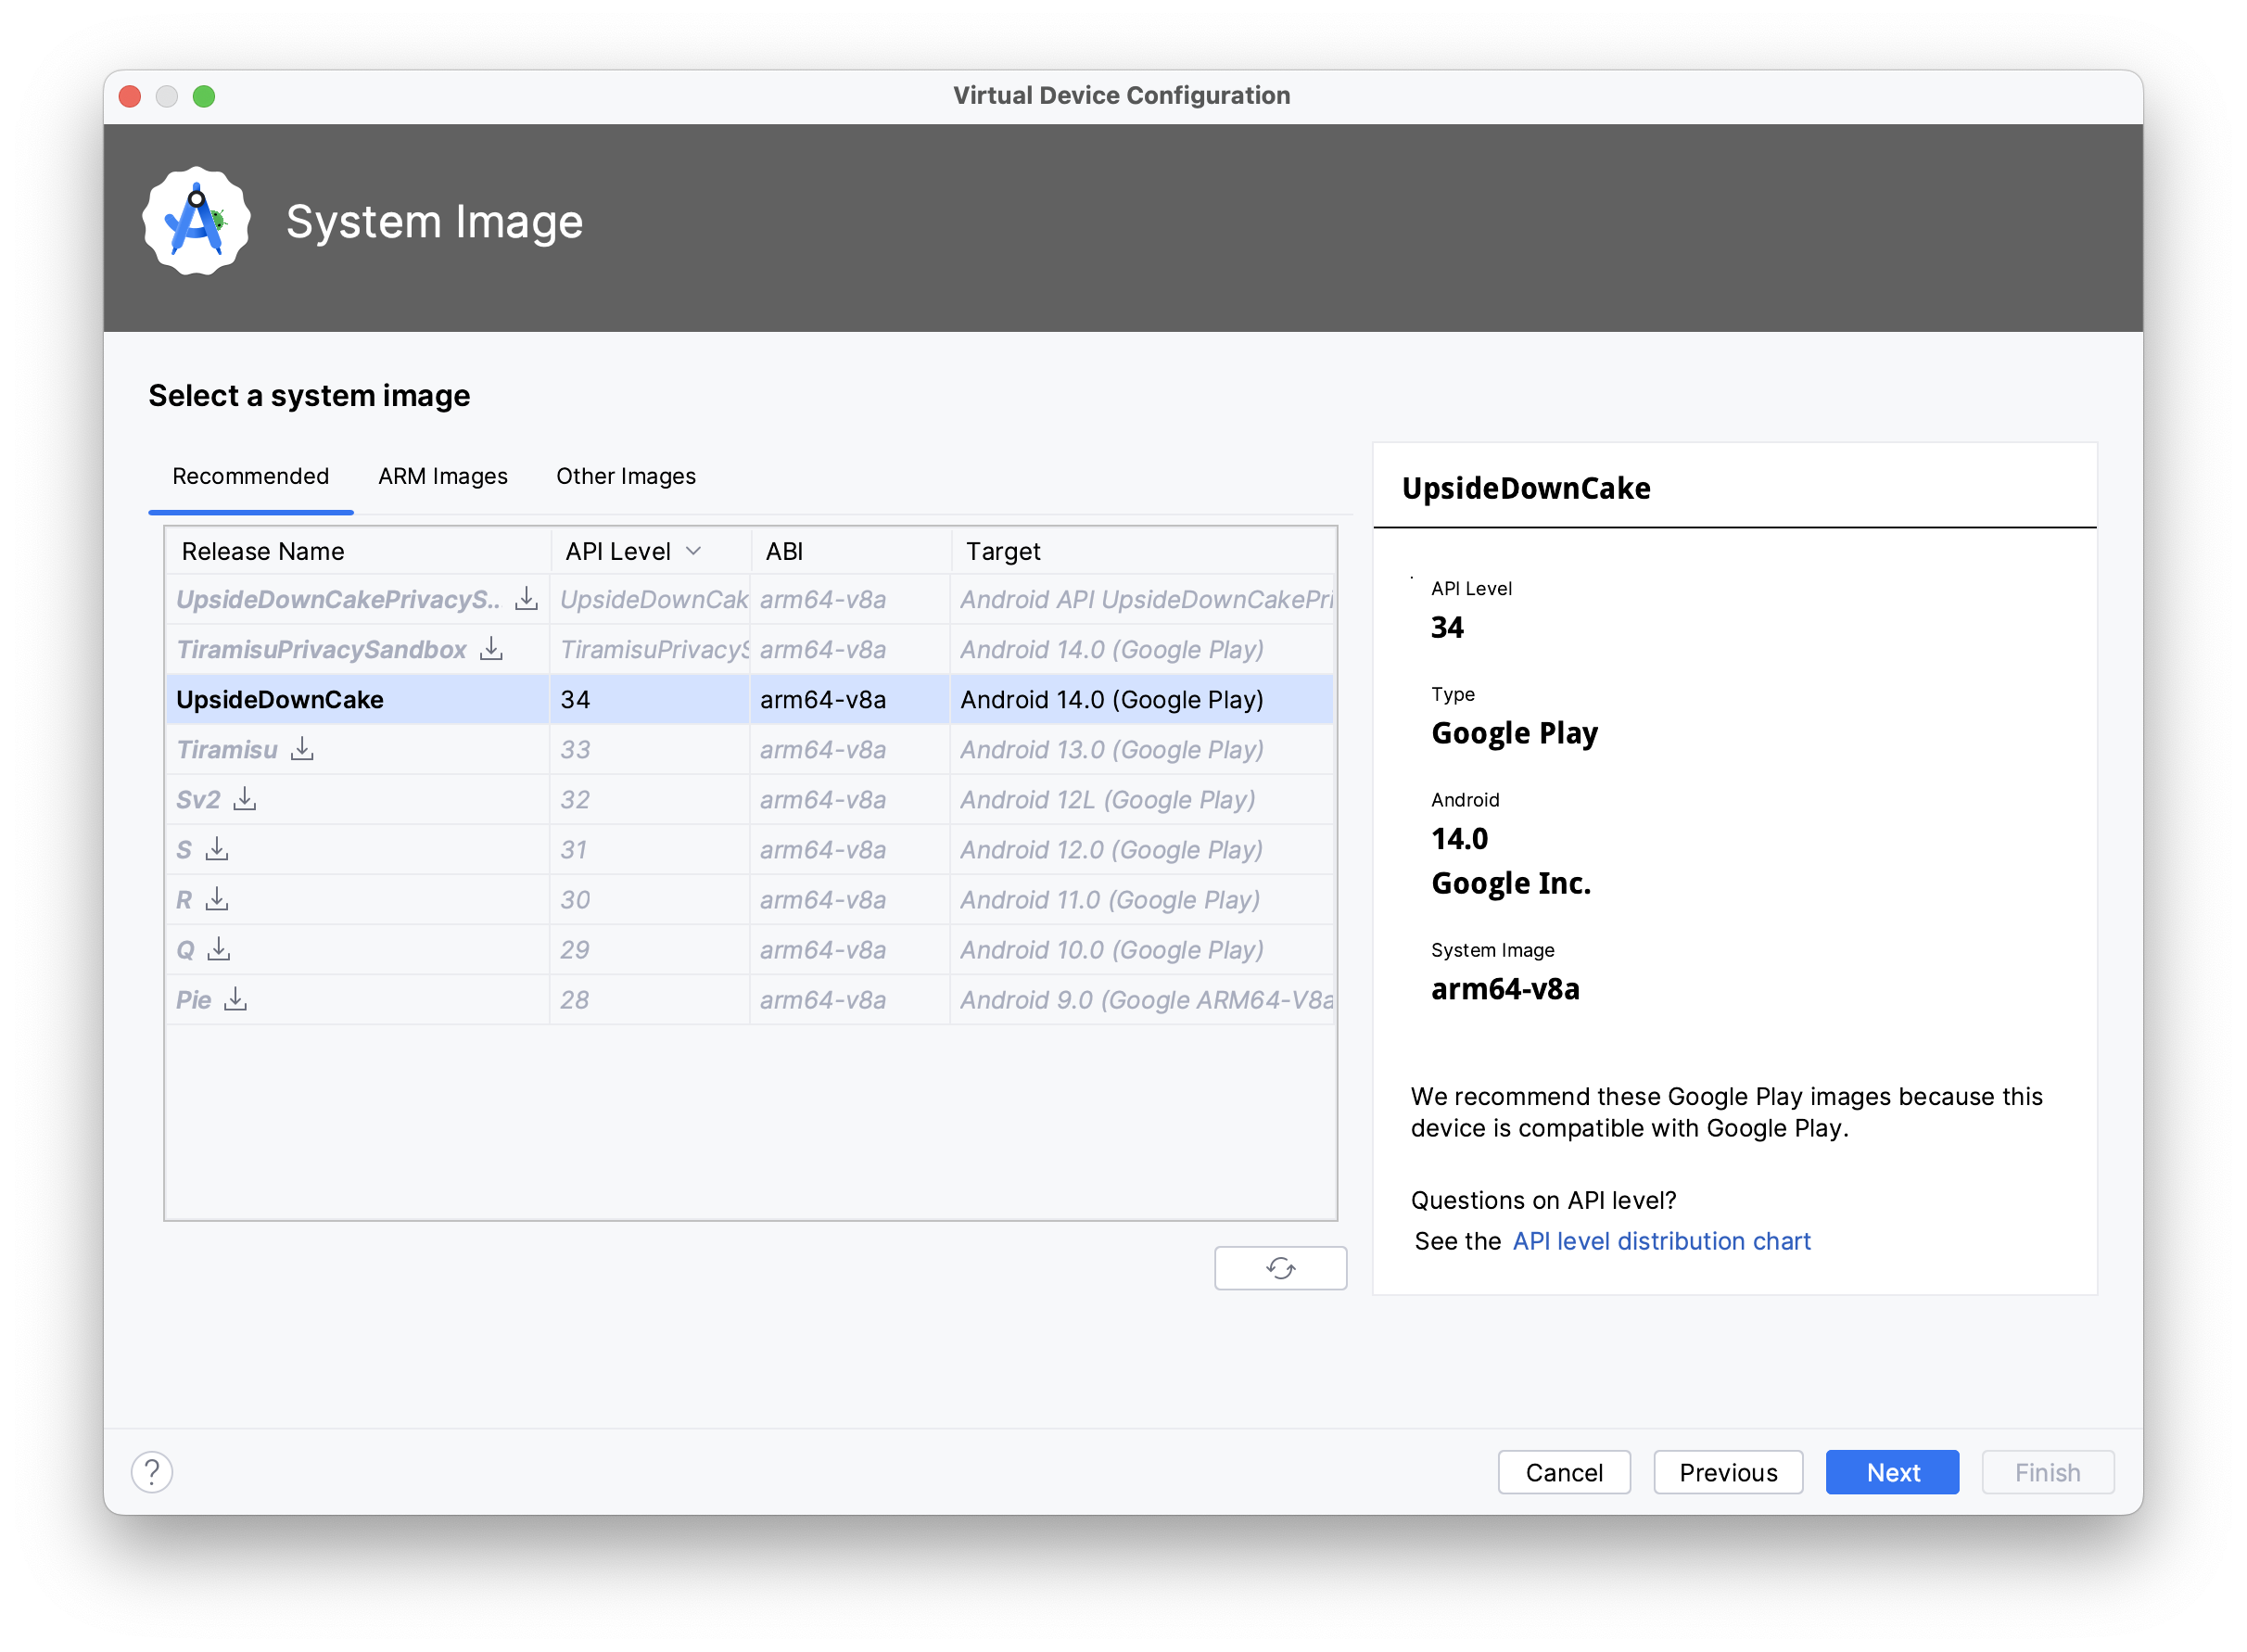 Virtual Device Configuration
System Image
Select a system image
Recommended ARM Images Other Images
Release Name API Level ABI Target
UpsideDownCakePrivacyS.. UpsideDownCak arm64-v8a Android API UpsideDownCakePri
TiramisuPrivacySandbox TiramisuPrivacyS arm64-v8a Android 14.0 (Google Play)
UpsideDownCake 34 arm64-v8a Android 14.0 (Google Play)
Tiramisu 33 arm64-v8a Android 13.0 (Google Play)
Sv2 32 arm64-v8a Android 12L (Google Play)
S 31 arm64-v8a Android 12.0 (Google Play)
R 30 arm64-v8a Android 11.0 (Google Play)
Q 29 arm64-v8a Android 10.0 (Google Play)
Pie 28 arm64-v8a Android 9.0 (Google ARM64-V8a
UpsideDownCake
API Level
34
Type
Google Play
Android
14.0
Google Inc.
System Image
arm64-v8a
We recommend these Google Play images because this
device is compatible with Google Play.
Questions on API level?
See the API level distribution chart
? Cancel Previous Next Finish